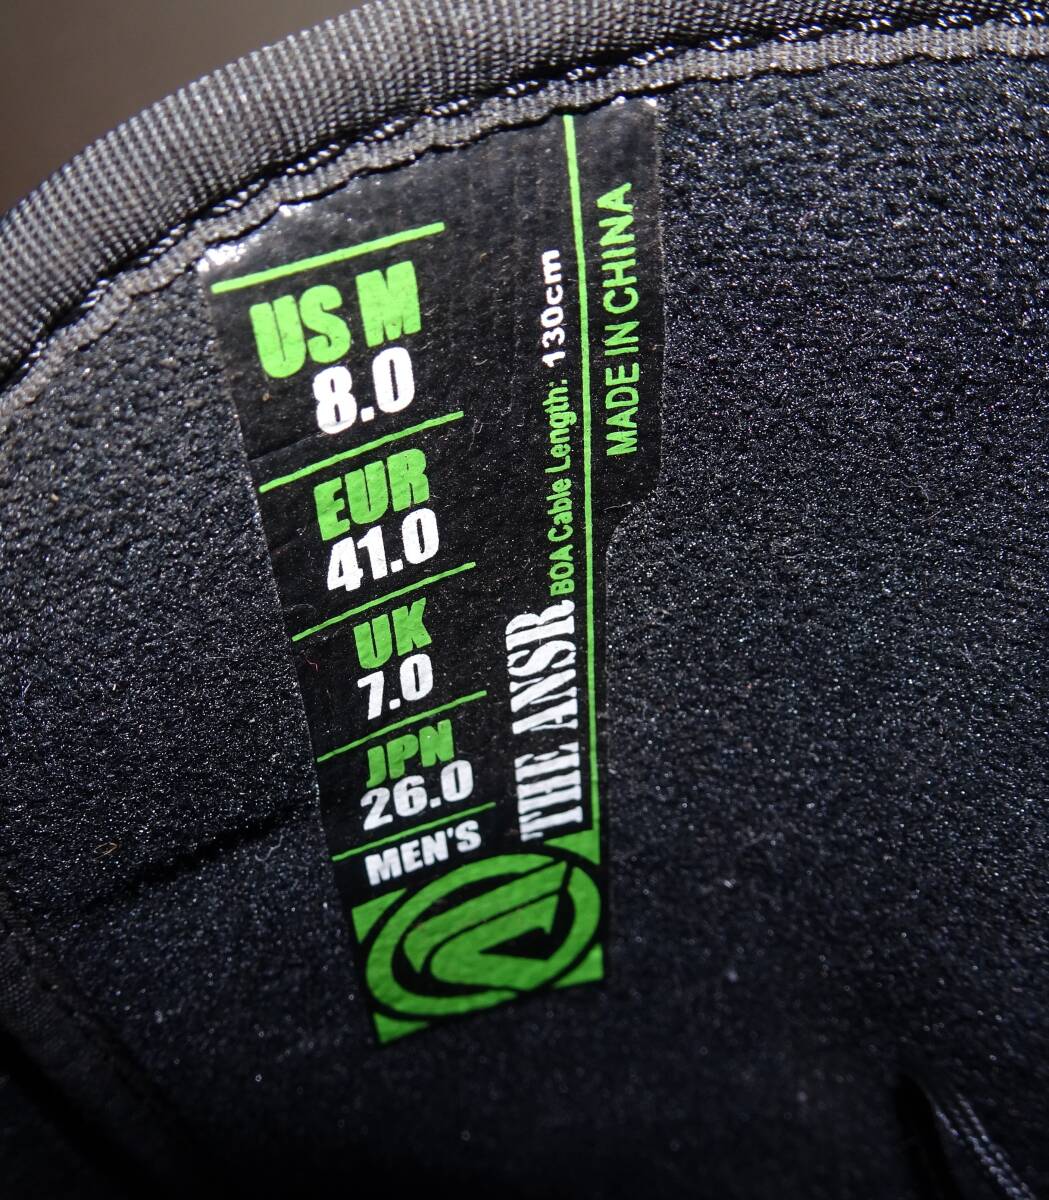 US M
8.0
EUR
41.0
UK
7.0
JPN
26.0
MEN'S
THE ANSR
BOA Cable Length: 130cm
MADE IN CHINA